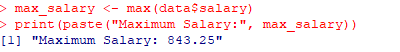 > max_salary <- max(data$salary)
> print(paste("Maximum Salary:", max_salary))
[1] "Maximum Salary: 843.25"